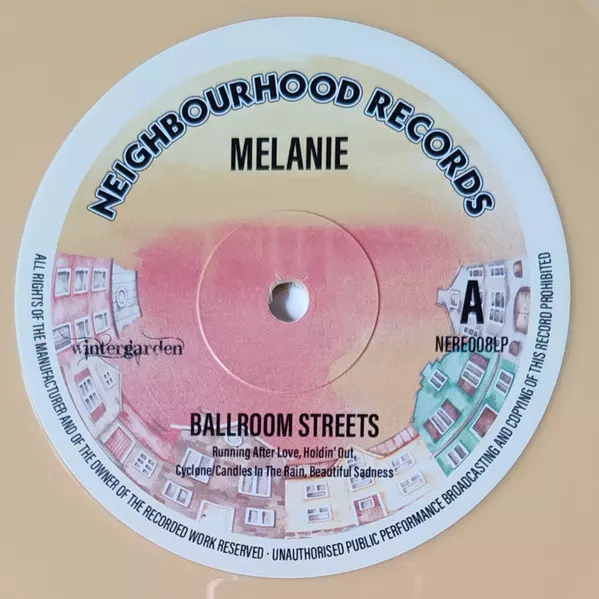 NEIGHBOURHOOD RECORDS
MELANIE
A
wintergarden
NERE008LP
BALLROOM STREETS
Running After Love, Holdin' Out,
Cyclone/Candles In The Rain, Beautiful Sadness
ALL RIGHTS OF THE MANUFACTURER AND OF THE OWNER OF THE RECORDED WORK RESERVED · UNAUTHORISED PUBLIC PERFORMANCE BROADCASTING AND COPYING OF THIS RECORD PROHIBITED